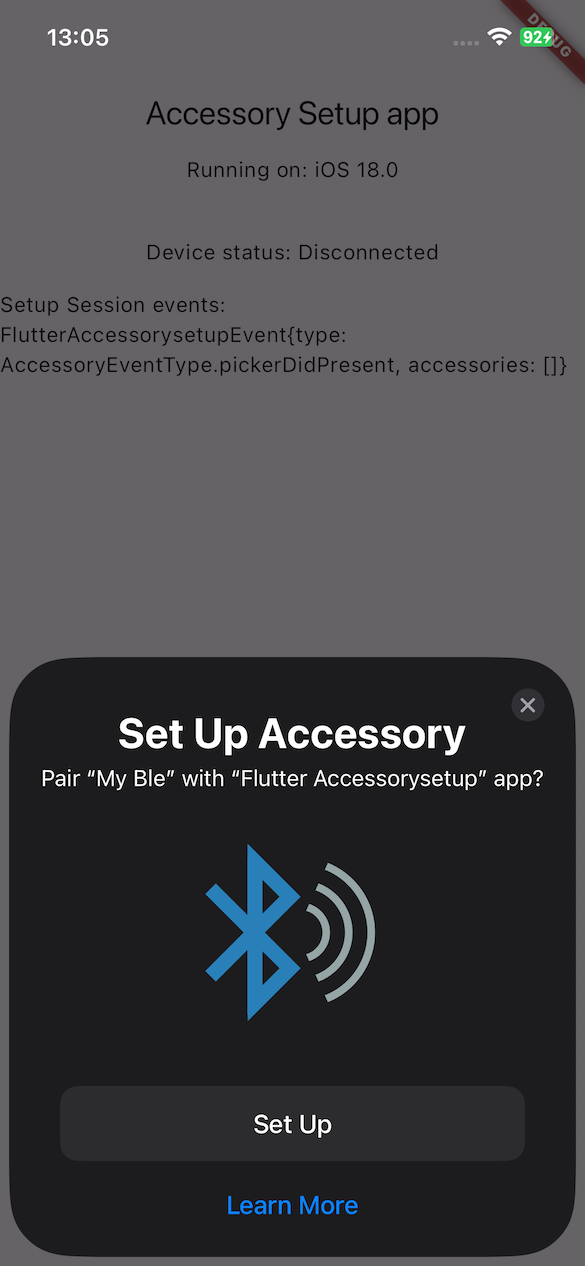 13:05
92
DEBUG
Accessory Setup app
Running on: iOS 18.0
Device status: Disconnected
Setup Session events:
FlutterAccessorysetupEvent{type:
AccessoryEventType.pickerDidPresent, accessories: []}
Set Up Accessory
Pair “My Ble” with “Flutter Accessorysetup” app?
Set Up
Learn More